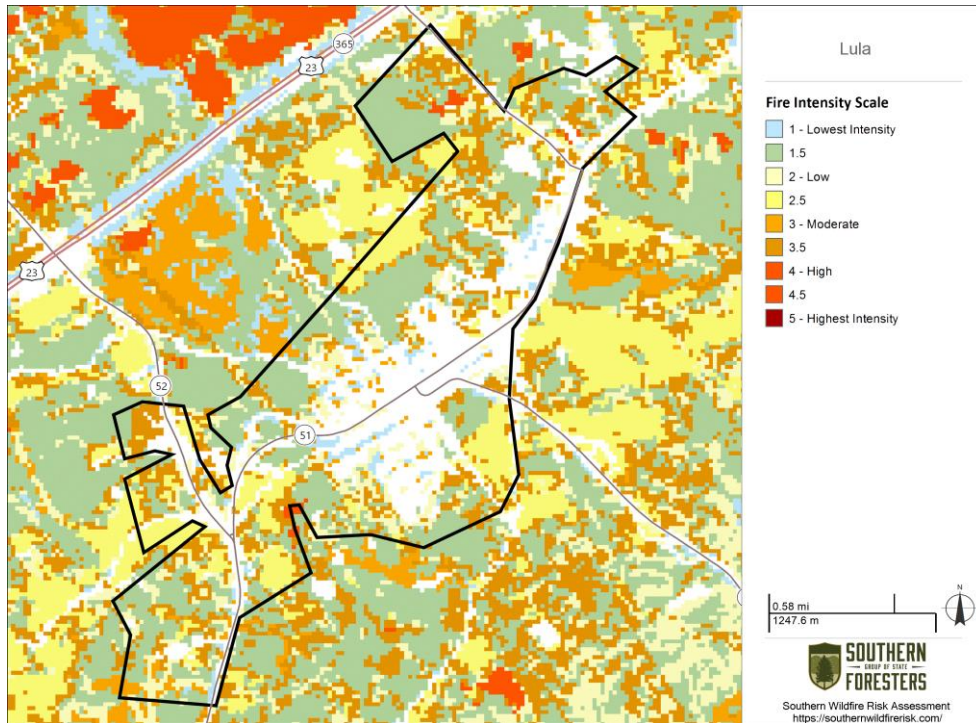 365
23
23
52
51
Lula
Fire Intensity Scale
1 - Lowest Intensity
1.5
2 - Low
2.5
3 - Moderate
3.5
4 - High
4.5
5 - Highest Intensity
0.58 mi
1247.6 m
N
SOUTHERN
GROUP OF STATE
FORESTERS
Southern Wildfire Risk Assessment
https://southernwildfirerisk.com/